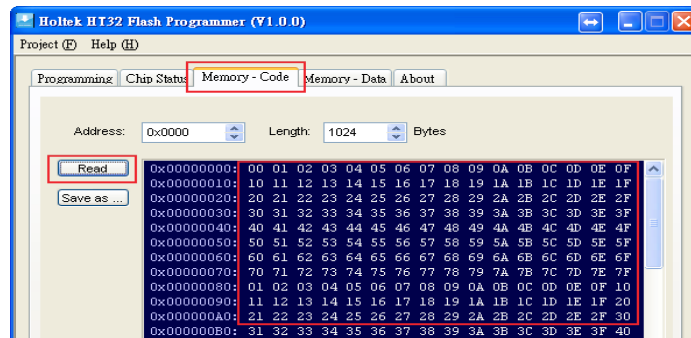 Holtek HT32 Flash Programmer (V1.0.0)
Project (F) Help (H)
Programming Chip Status Memory - Code Memory - Data About
Address: 0x0000 Length: 1024 Bytes
Read
Save as ...
0x00000000: 00 01 02 03 04 05 06 07 08 09 0A 0B 0C 0D 0E 0F
0x00000010: 10 11 12 13 14 15 16 17 18 19 1A 1B 1C 1D 1E 1F
0x00000020: 20 21 22 23 24 25 26 27 28 29 2A 2B 2C 2D 2E 2F
0x00000030: 30 31 32 33 34 35 36 37 38 39 3A 3B 3C 3D 3E 3F
0x00000040: 40 41 42 43 44 45 46 47 48 49 4A 4B 4C 4D 4E 4F
0x00000050: 50 51 52 53 54 55 56 57 58 59 5A 5B 5C 5D 5E 5F
0x00000060: 60 61 62 63 64 65 66 67 68 69 6A 6B 6C 6D 6E 6F
0x00000070: 70 71 72 73 74 75 76 77 78 79 7A 7B 7C 7D 7E 7F
0x00000080: 01 02 03 04 05 06 07 08 09 0A 0B 0C 0D 0E 0F 10
0x00000090: 11 12 13 14 15 16 17 18 19 1A 1B 1C 1D 1E 1F 20
0x000000A0: 21 22 23 24 25 26 27 28 29 2A 2B 2C 2D 2E 2F 30
0x000000B0: 31 32 33 34 35 36 37 38 39 3A 3B 3C 3D 3E 3F 40